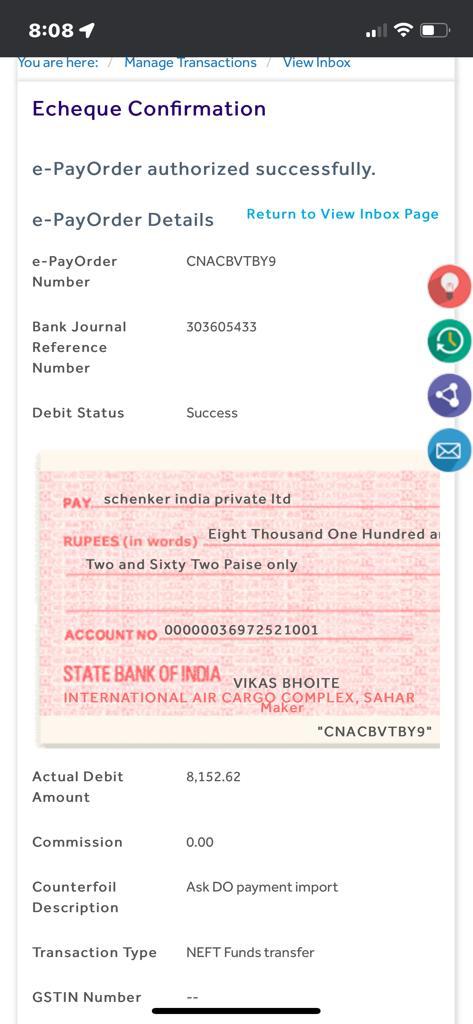 8:08
You are here: / Manage Transactions / View Inbox
Echeque Confirmation
e-PayOrder authorized successfully.
e-PayOrder Details
Return to View Inbox Page
e-PayOrder Number CNACBVTBY9
Bank Journal Reference Number 303605433
Debit Status Success
PAY schenker india private ltd
RUPEES (in words) Eight Thousand One Hundred
Two and Sixty Two Paise only
ACCOUNT NO 00000036972521001
STATE BANK OF INDIA VIKAS BHOITE
INTERNATIONAL AIR CARGO COMPLEX, SAHAR
Maker
"CNACBVTBY9"
Actual Debit Amount 8,152.62
Commission 0.00
Counterfoil Description Ask DO payment import
Transaction Type NEFT Funds transfer
GSTIN Number --